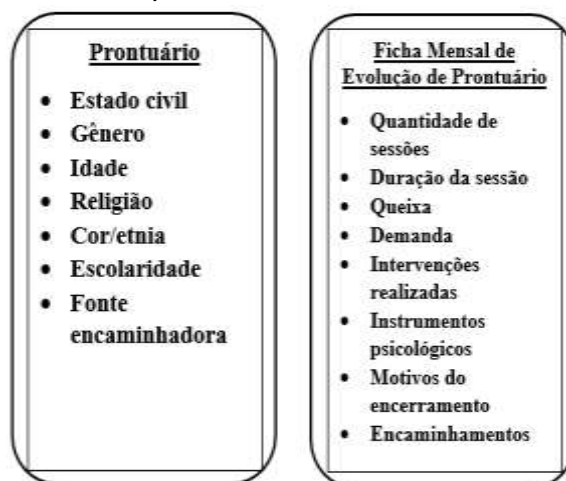 Prontuário
• Estado civil
• Gênero
• Idade
• Religião
• Cor/etnia
• Escolaridade
• Fonte
encaminhadora
Ficha Mensal de
Evolução de Prontuário
• Quantidade de
sessões
• Duração da sessão
• Queixa
• Demanda
• Intervenções
realizadas
• Instrumentos
psicológicos
• Motivos do
encerramento
• Encaminhamentos